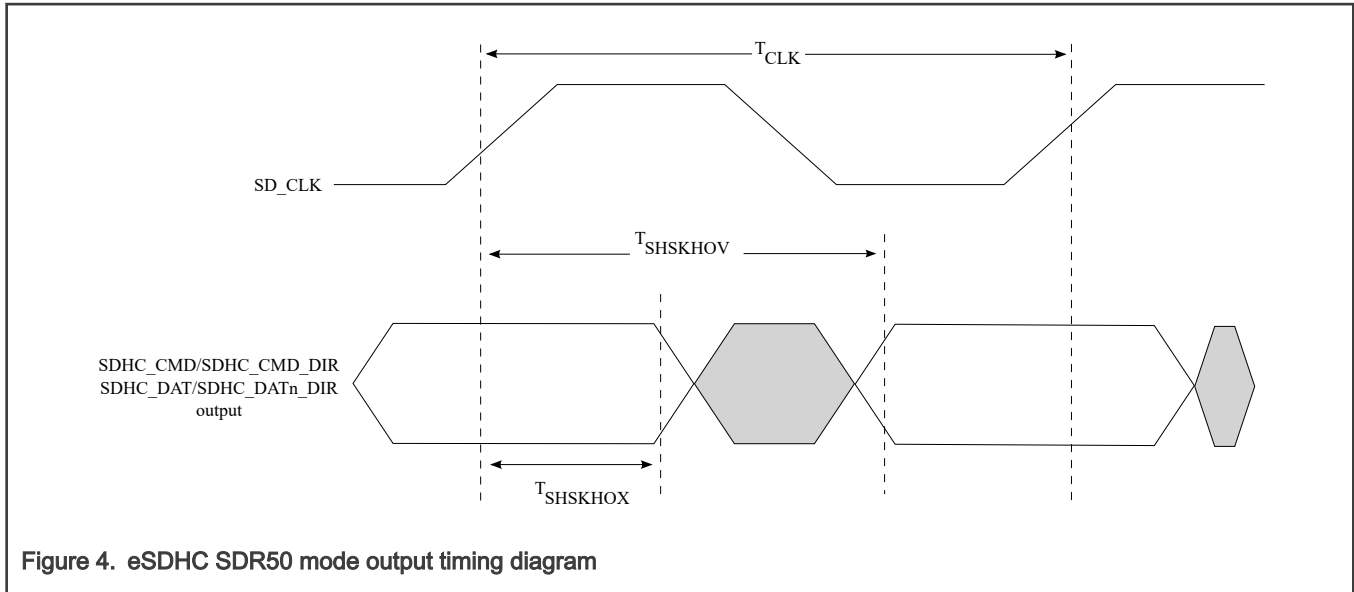 TCLK
SD_CLK
TSHSKHOV
SDHC_CMD/SDHC_CMD_DIR
SDHC_DAT/SDHC_DATn_DIR
output
TSHSKHOX
Figure 4. eSDHC SDR50 mode output timing diagram